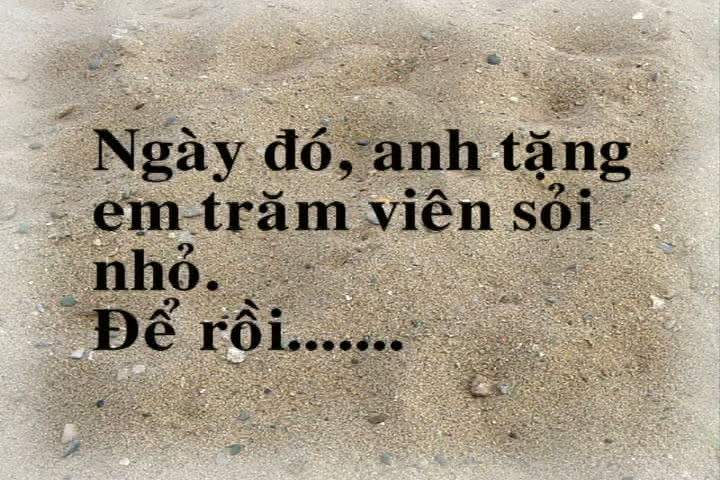 Ngày đó, anh tặng
em trăm viên sỏi
nhỏ.
Để rồi.......